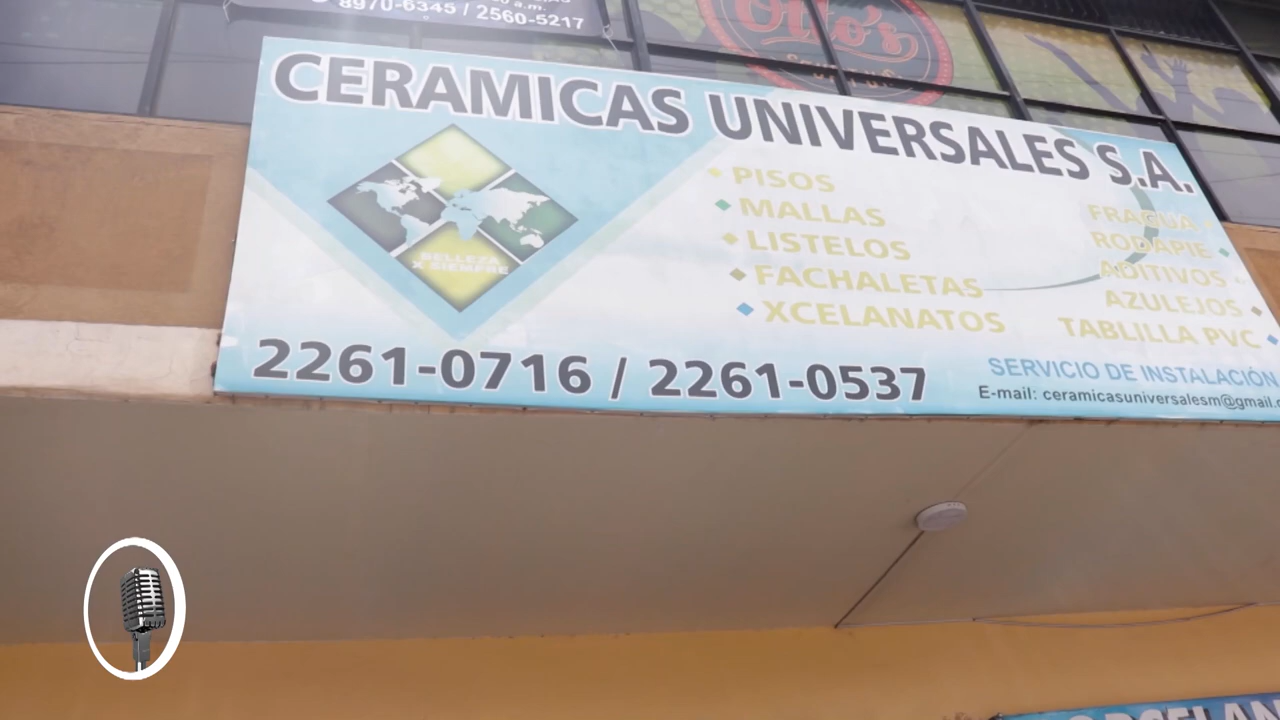 8970-6345 / 2560-5217
Otto's
CERAMICAS UNIVERSALES S.A.
BELLEZA
X SIEMPRE
PISOS
MALLAS
LISTELOS
FACHALETAS
XCELANATOS
FRAGUA
RODAPIE
ADITIVOS
AZULEJOS
TABLILLA PVC
2261-0716 / 2261-0537
SERVICIO DE INSTALACIÓN
E-mail: ceramicasuniversalesm@gmail.c